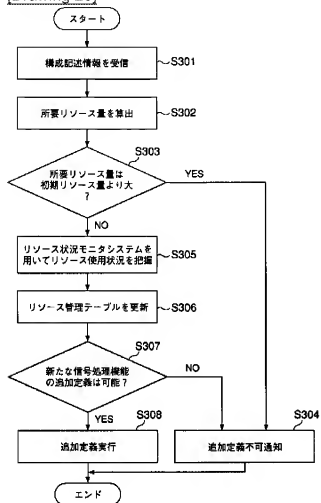 スタート
構成記述情報を受信
S301
所要リソース量を算出
S302
S303
所要リソース量は
初期リソース量より大
?
YES
NO
リソース状況モニタシステムを
用いてリソース使用状況を把握
S305
リソース管理テーブルを更新
S306
S307
新たな信号処理機能
の追加定義は可能?
NO
YES
S308
S304
追加定義実行
追加定義不可通知
エンド